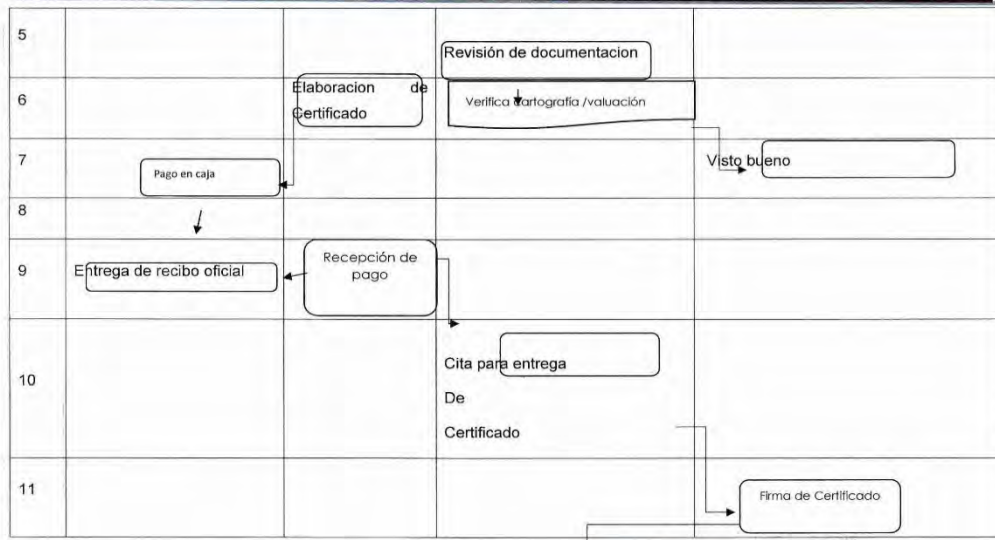 5
Revisión de documentacion
6
Elaboracion de
Certificado
Verifica Cartografía /valuación
7
Pago en caja
Visto bueno
8
9
Entrega de recibo oficial
Recepción de
pago
10
Cita para entrega
De
Certificado
11
Firma de Certificado